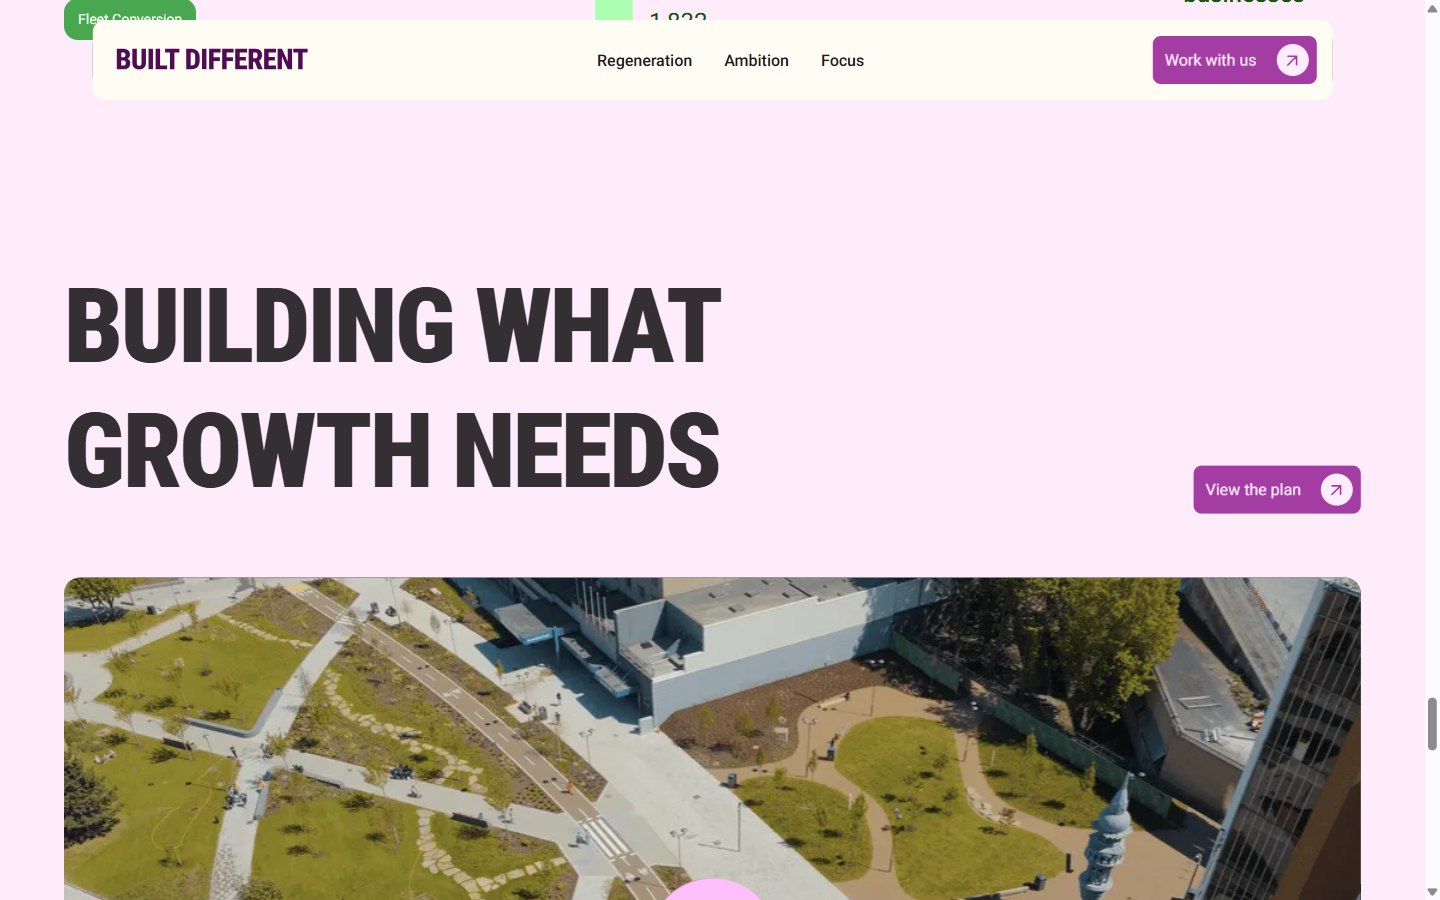 BUILT DIFFERENT
Regeneration
Ambition
Focus
Work with us
BUILDING WHAT
GROWTH NEEDS
View the plan